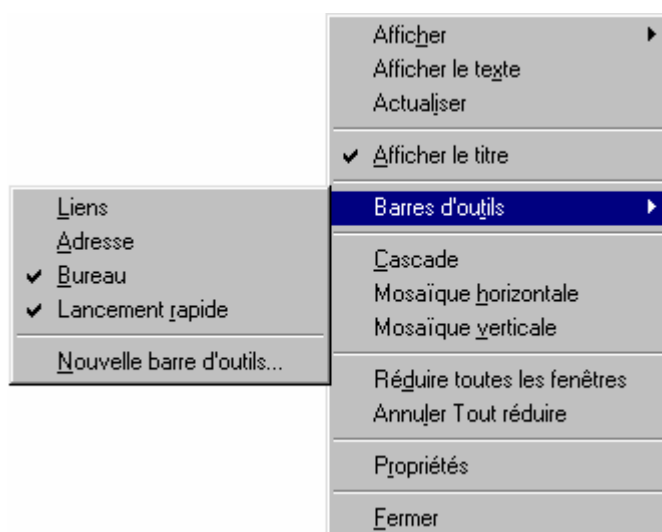 Afficher
Afficher le texte
Actualiser
Afficher le titre
Barres d'outils
Liens
Adresse
Bureau
Lancement rapide
Nouvelle barre d'outils...
Cascade
Mosaïque horizontale
Mosaïque verticale
Réduire toutes les fenêtres
Annuler Tout réduire
Propriétés
Fermer